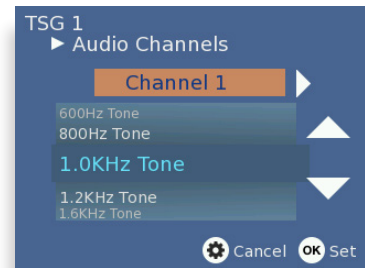 TSG 1
Audio Channels
Channel 1
600Hz Tone
800Hz Tone
1.0KHz Tone
1.2KHz Tone
1.6KHz Tone
Cancel OK Set